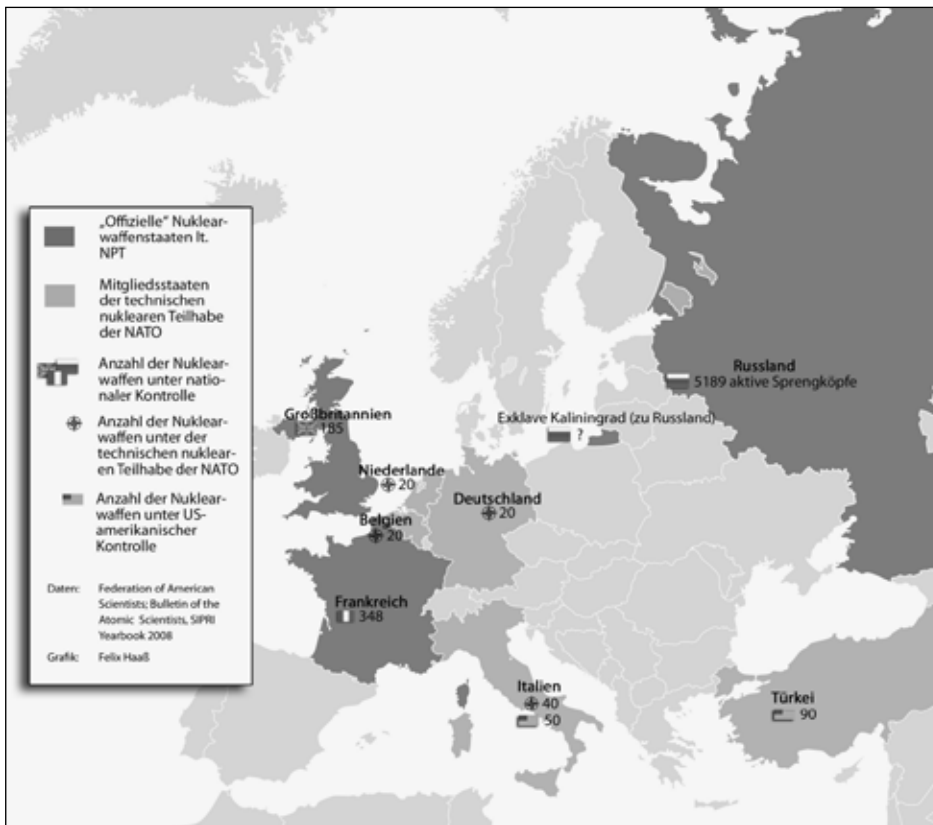 „Offizielle“ Nuklear-
waffenstaaten lt.
NPT
Mitgliedsstaaten
der technischen
nuklearen Teilhabe
der NATO
Anzahl der Nuklear-
waffen unter natio-
naler Kontrolle
Anzahl der Nuklear-
waffen unter der
technischen nuklear-
en Teilhabe der NATO
Anzahl der Nuklear-
waffen unter US-
amerikanischer
Kontrolle
Daten: Federation of American
Scientists; Bulletin of the
Atomic Scientists, SIPRI
Yearbook 2008
Grafik: Felix Haaß
Russland
5189 aktive Sprengköpfe
Exklave Kaliningrad (zu Russland)
?
Großbritannien
185
Niederlande
20
Deutschland
20
Belgien
20
Frankreich
348
Italien
40
50
Türkei
90